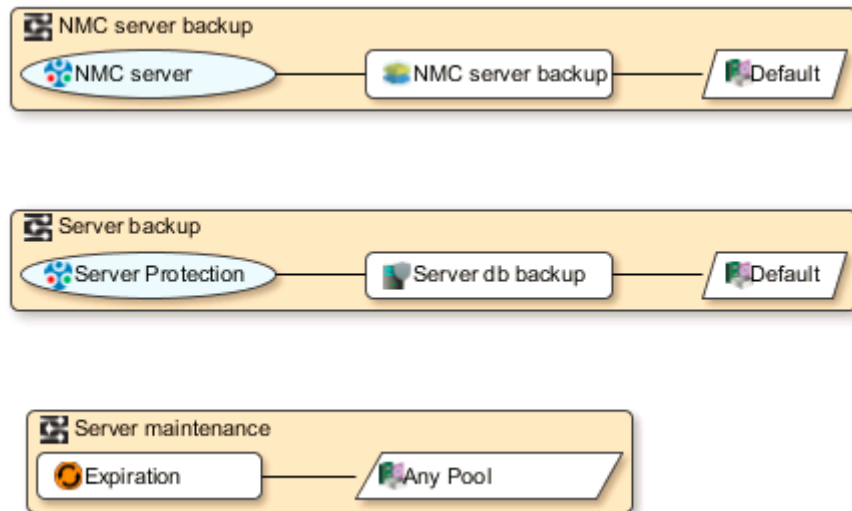 NMC server backup
NMC server NMC server backup Default
Server backup
Server Protection Server db backup Default
Server maintenance
Expiration Any Pool